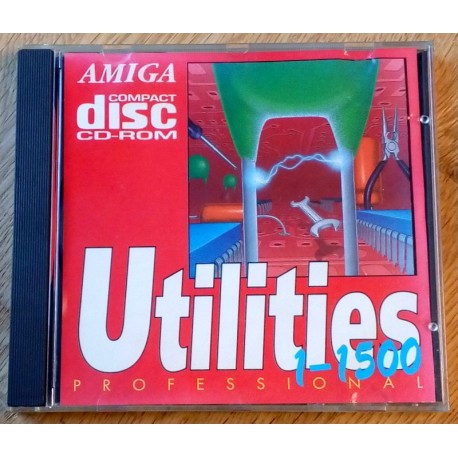 AMIGA
COMPACT
disc
CD-ROM
Utilities
1-1500
PROFESSIONAL